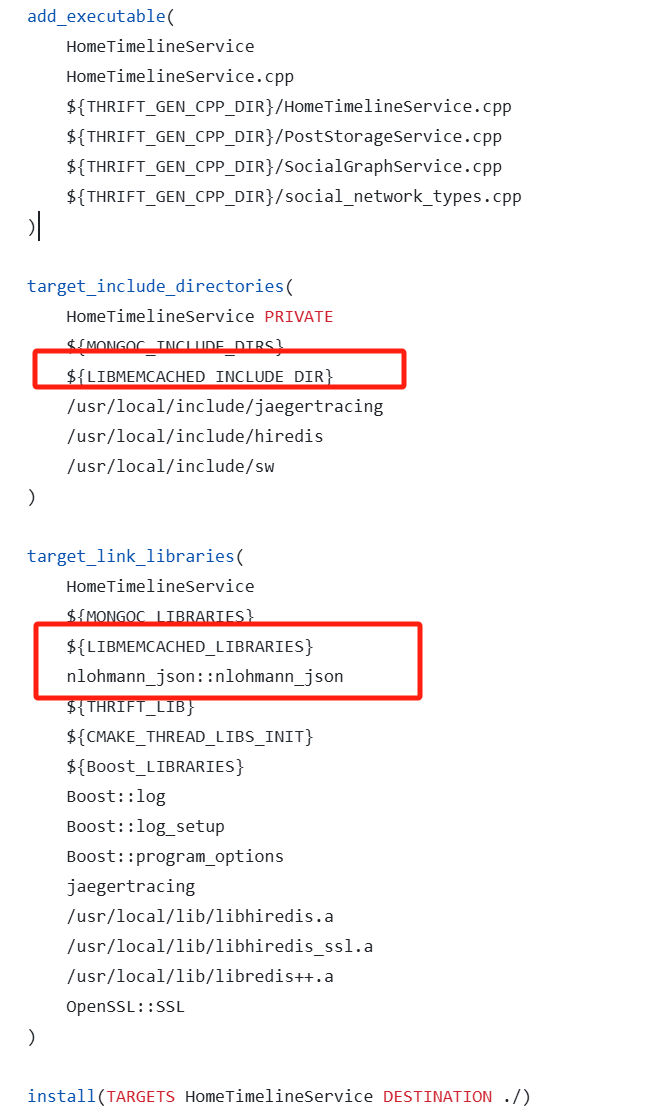 add_executable(
HomeTimelineService
HomeTimelineService.cpp
${THRIFT_GEN_CPP_DIR}/HomeTimelineService.cpp
${THRIFT_GEN_CPP_DIR}/PostStorageService.cpp
${THRIFT_GEN_CPP_DIR}/SocialGraphService.cpp
${THRIFT_GEN_CPP_DIR}/social_network_types.cpp
)
target_include_directories(
HomeTimelineService PRIVATE
${MONGOC_INCLUDE_DIRS}
${LIBMEMCACHED_INCLUDE_DIR}
/usr/local/include/jaegertracing
/usr/local/include/hiredis
/usr/local/include/sw
)
target_link_libraries(
HomeTimelineService
${MONGOC_LIBRARIES}
${LIBMEMCACHED_LIBRARIES}
nlohmann_json::nlohmann_json
${THRIFT_LIB}
${CMAKE_THREAD_LIBS_INIT}
${Boost_LIBRARIES}
Boost::log
Boost::log_setup
Boost::program_options
jaegertracing
/usr/local/lib/libhiredis.a
/usr/local/lib/libhiredis_ssl.a
/usr/local/lib/libredis++.a
OpenSSL::SSL
)
install(TARGETS HomeTimelineService DESTINATION ./)